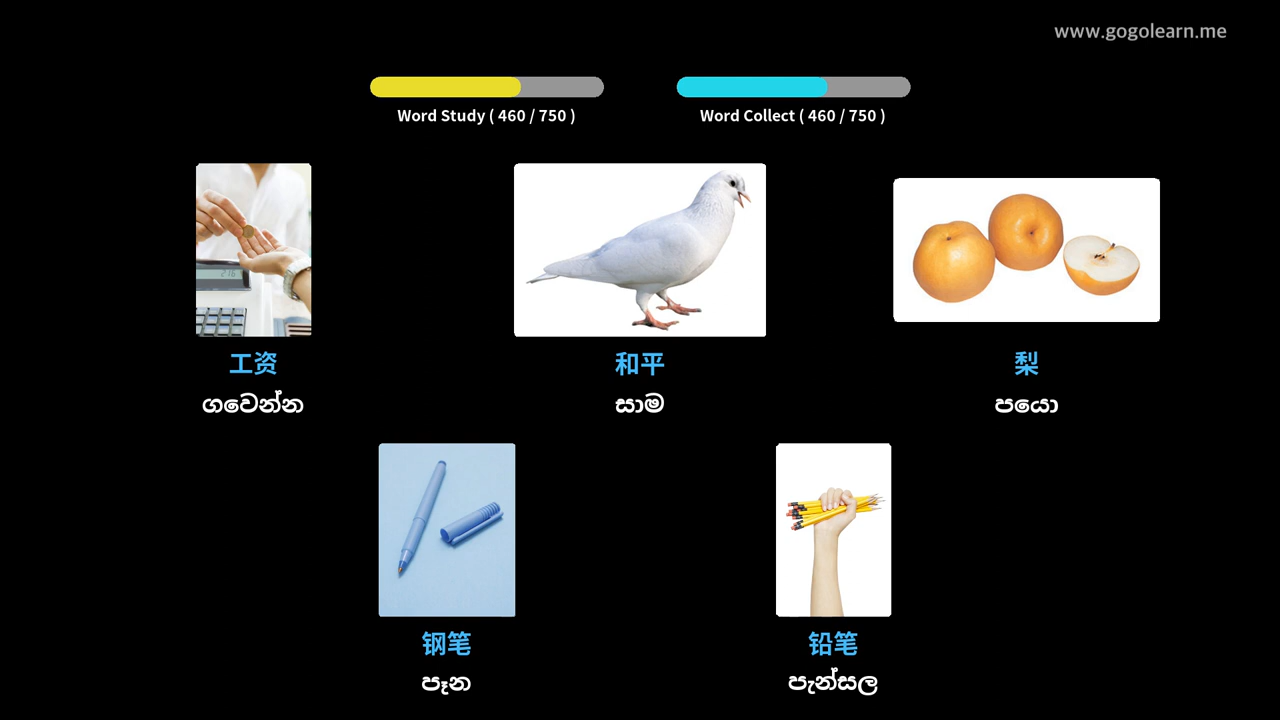 www.gogolearn.me
Word Study ( 460 / 750 )
Word Collect ( 460 / 750 )
工资
ගවෙන්න
和平
සාම
梨
පයො
钢笔
පෑන
铅笔
පැන්සල